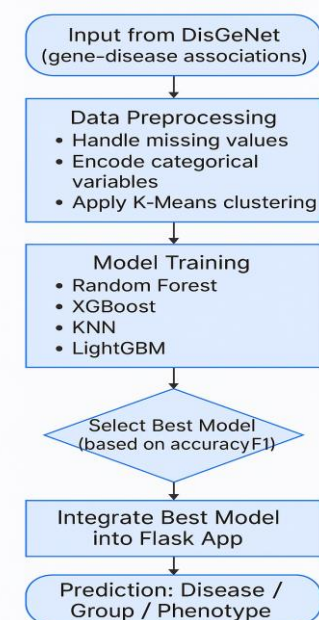 Input from DisGeNet
(gene-disease associations)
Data Preprocessing
• Handle missing values
• Encode categorical
variables
• Apply K-Means clustering
Model Training
• Random Forest
• XGBoost
• KNN
• LightGBM
Select Best Model
(based on accuracyF1)
Integrate Best Model
into Flask App
Prediction: Disease /
Group / Phenotype